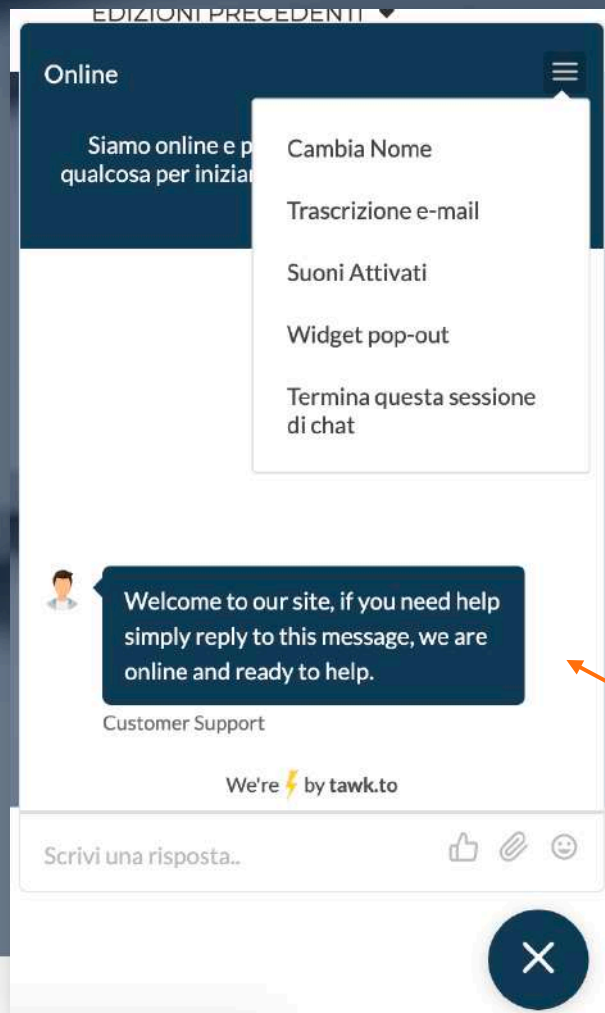 EDIZIONI PRECEDENTI
Online
Siamo online e p
qualcosa per iniziar
Cambia Nome
Trascrizione e-mail
Suoni Attivati
Widget pop-out
Termina questa sessione
di chat
Welcome to our site, if you need help
simply reply to this message, we are
online and ready to help.
Customer Support
We're⚡by tawk.to
Scrivi una risposta..